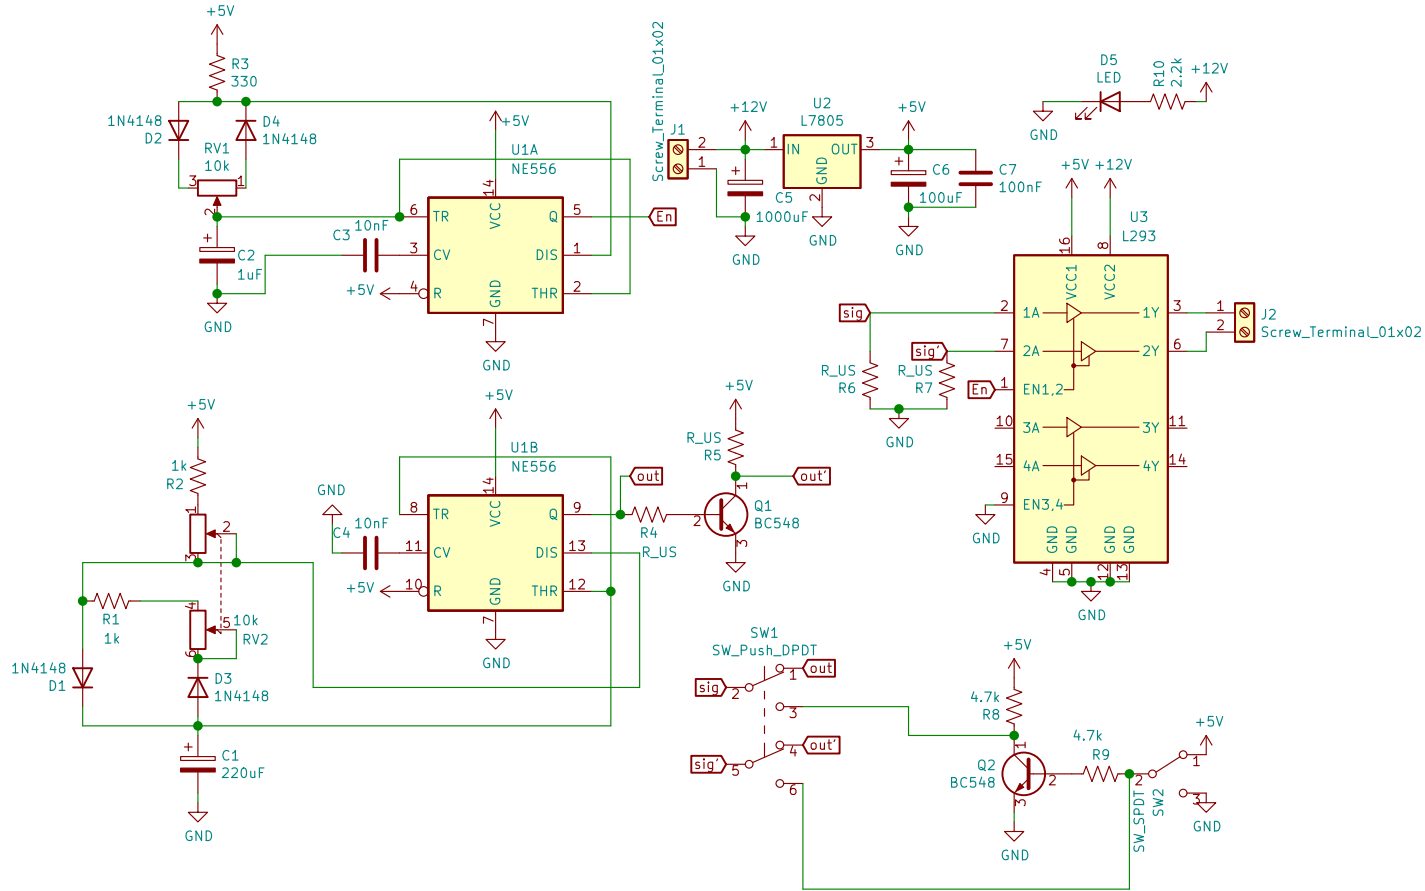 +5V
R3
330
1N4148
D2
D4
1N4148
RV1
10k
3
1
2
C2
1uF
GND
C3
10nF
+5V
+5V
U1A
NE556
14
VCC
6
TR
Q
5
En
3
CV
DIS
1
4
R
THR
2
GND
7
GND
Screw_Terminal_01x02
J1
2
1
+12V
C5
1000uF
GND
U2
L7805
1
IN
OUT
3
GND
2
GND
+5V
C6
100uF
C7
100nF
GND
D5
LED
R10
2.2k
+12V
GND
+5V
+12V
U3
L293
16
8
VCC1
VCC2
sig
2
1A
1Y
3
sig'
7
2A
2Y
6
En
1
EN1,2
10
3A
3Y
11
15
4A
4Y
14
9
EN3,4
GND
GND
GND
GND
GND
4
5
12
13
GND
R_US
R6
R_US
R7
GND
1
2
J2
Screw_Terminal_01x02
+5V
1k
R2
1
2
3
R1
1k
4
5
6
10k
RV2
1N4148
D1
D3
1N4148
C1
220uF
GND
GND
C4
10nF
+5V
+5V
U1B
NE556
14
VCC
8
TR
Q
9
11
CV
DIS
13
10
R
THR
12
GND
7
GND
out
R4
R_US
+5V
R_US
R5
out'
1
2
3
Q1
BC548
GND
SW1
SW_Push_DPDT
sig
2
1
out
3
sig'
5
4
out'
6
+5V
4.7k
R8
Q2
BC548
1
2
3
GND
4.7k
R9
2
SW_SPDT
SW2
+5V
1
3
GND